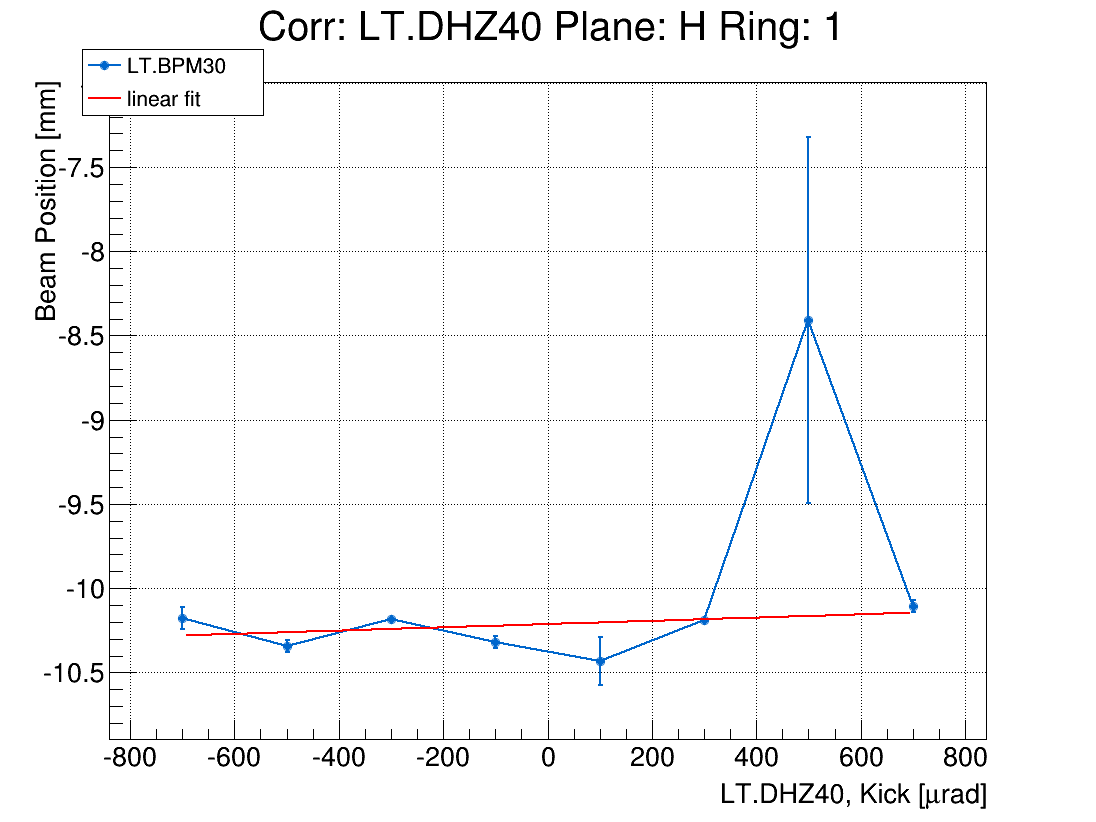 Corr: LT.DHZ40 Plane: H Ring: 1
LT.BPM30
linear fit
Beam Position [mm]
-7.5
-8
-8.5
-9
-9.5
-10
-10.5
-800 -600 -400 -200 0 200 400 600 800
LT.DHZ40, Kick [μrad]